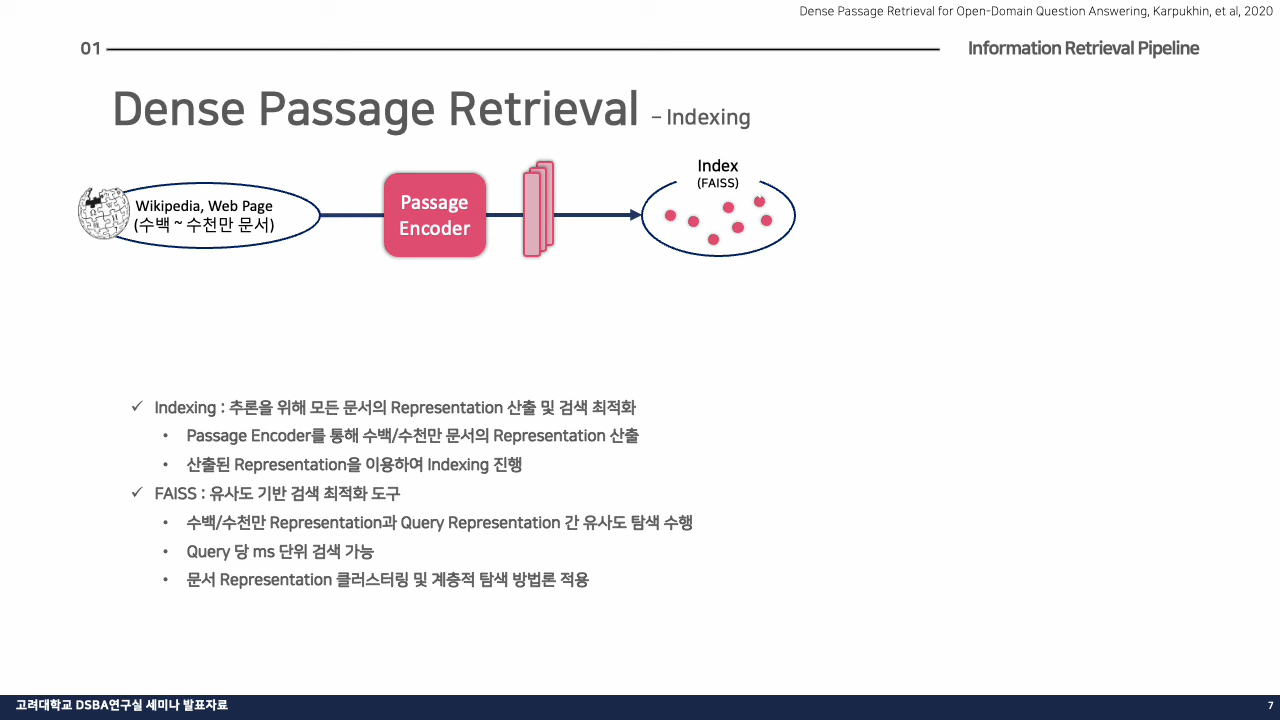 Dense Passage Retrieval for Open-Domain Question Answering, Karpukhin, et al, 2020
01
Information Retrieval Pipeline
Dense Passage Retrieval – Indexing
Wikipedia, Web Page
(수백 ~ 수천만 문서)
Passage
Encoder
Index
(FAISS)
✓ Indexing : 추론을 위해 모든 문서의 Representation 산출 및 검색 최적화
• Passage Encoder를 통해 수백/수천만 문서의 Representation 산출
• 산출된 Representation을 이용하여 Indexing 진행
✓ FAISS : 유사도 기반 검색 최적화 도구
• 수백/수천만 Representation과 Query Representation 간 유사도 탐색 수행
• Query 당 ms 단위 검색 가능
• 문서 Representation 클러스터링 및 계층적 탐색 방법론 적용
고려대학교 DSBA연구실 세미나 발표자료
7